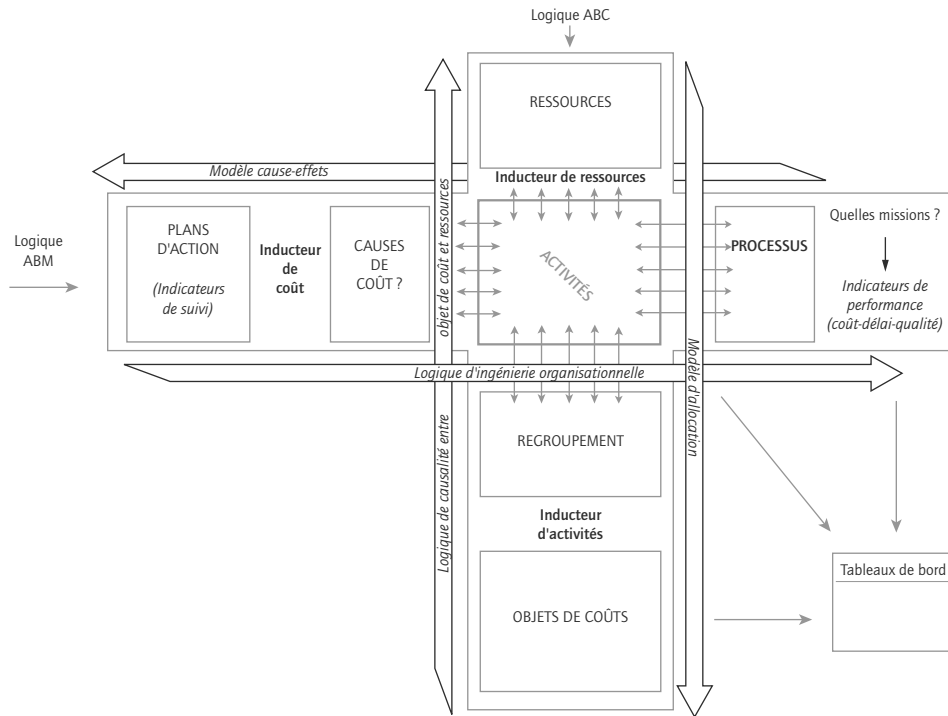 Logique ABC
RESSOURCES
Modèle cause-effets
Inducteur de ressources
Logique
ABM
PLANS
D'ACTION
(Indicateurs
de suivi)
Inducteur
de
coût
CAUSES
DE
COÛT ?
Logique de causalité entre
objet de coût et ressources
ACTIVITÉS
PROCESSUS
Quelles missions ?
Indicateurs de
performance
(coût-délai-qualité)
Modèle d'allocation
Logique d'ingénierie organisationnelle
REGROUPEMENT
Inducteur
d'activités
OBJETS DE COÛTS
Tableaux de bord